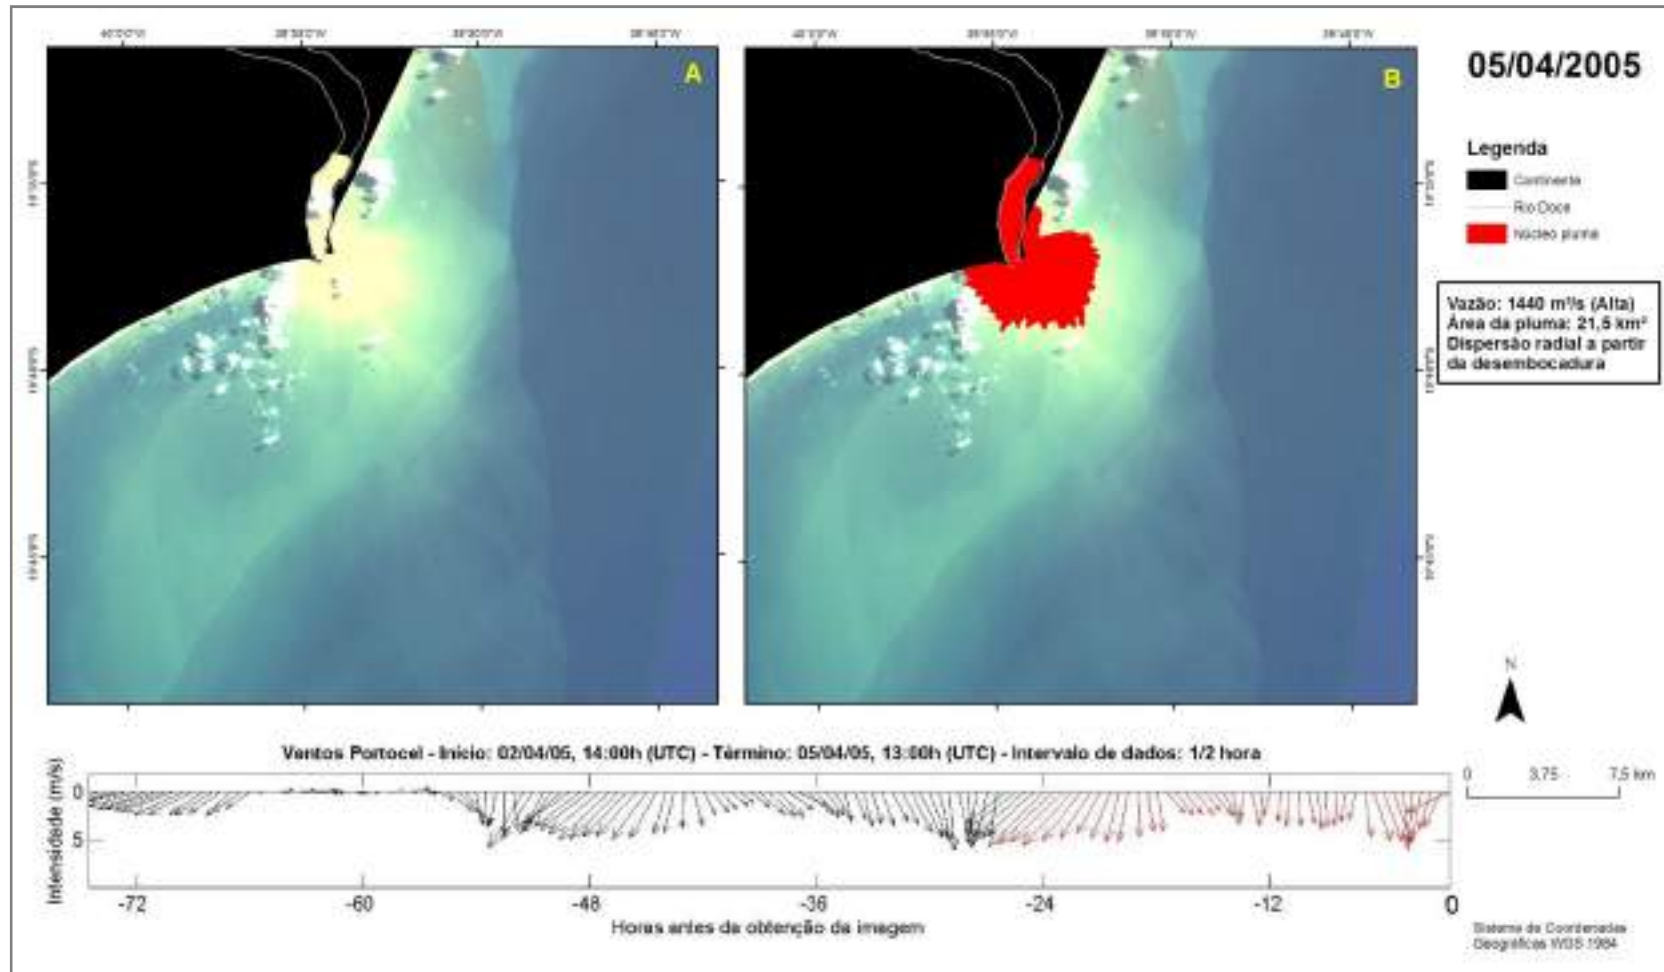 A
B
05/04/2005
Legenda
Continente
Rio Doce
Núcleo pluma
Vazão: 1440 m³/s (Alta)
Área da pluma: 21,5 km²
Dispersão radial a partir
da desembocadura
N
0 3,75 7,5 km
Ventos Portocel - Início: 02/04/05, 14:00h (UTC) - Término: 05/04/05, 13:00h (UTC) - Intervalo de dados: 1/2 hora
Intensidade (m/s)
0
5
-72 -60 -48 -36 -24 -12 0
Horas antes da obtenção da imagem
Sistema de Coordenadas
Geográficas WGS 1984